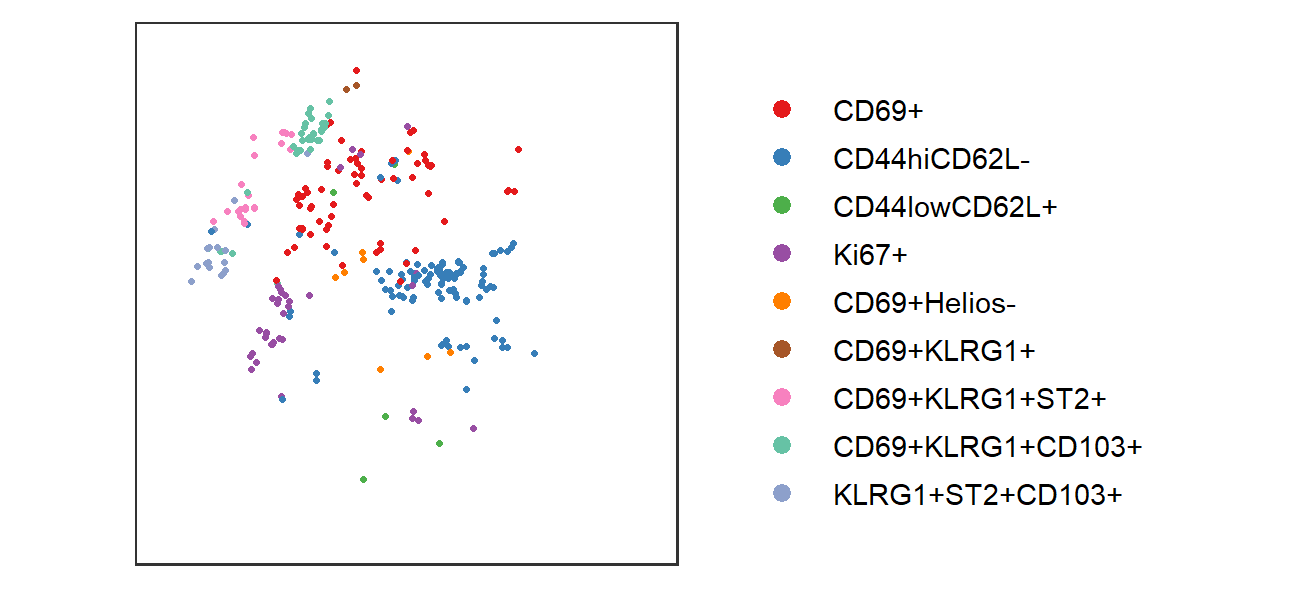 CD69+
CD44hiCD62L-
CD44lowCD62L+
Ki67+
CD69+Helios-
CD69+KLRG1+
CD69+KLRG1+ST2+
CD69+KLRG1+CD103+
KLRG1+ST2+CD103+